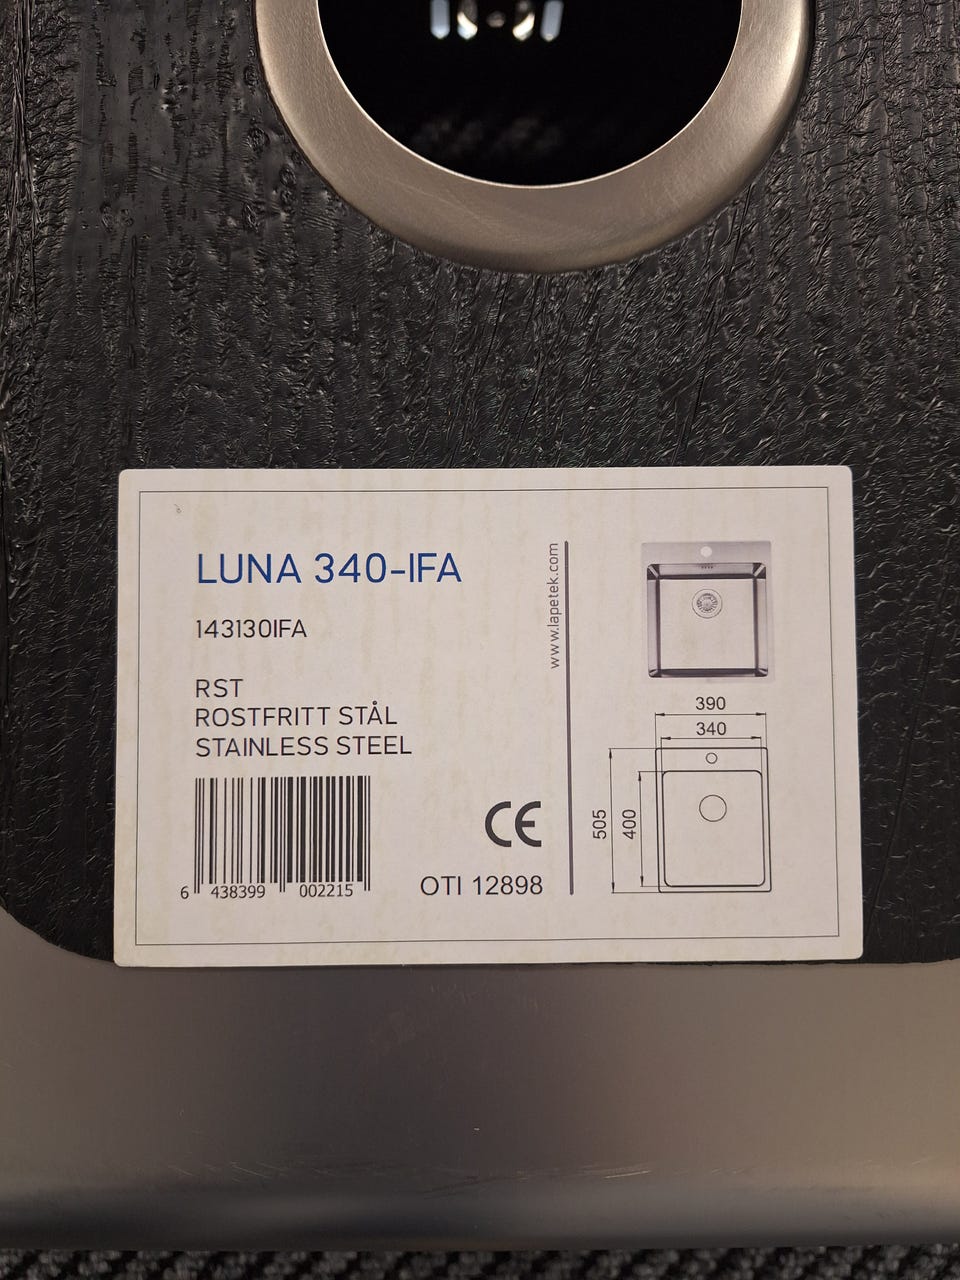 LUNA 340-IFA
143130IFA
RST
ROSTFRITT STÅL
STAINLESS STEEL
6 438399 002215
CE
OTI 12898
www.lapetek.com
390
340
505
400